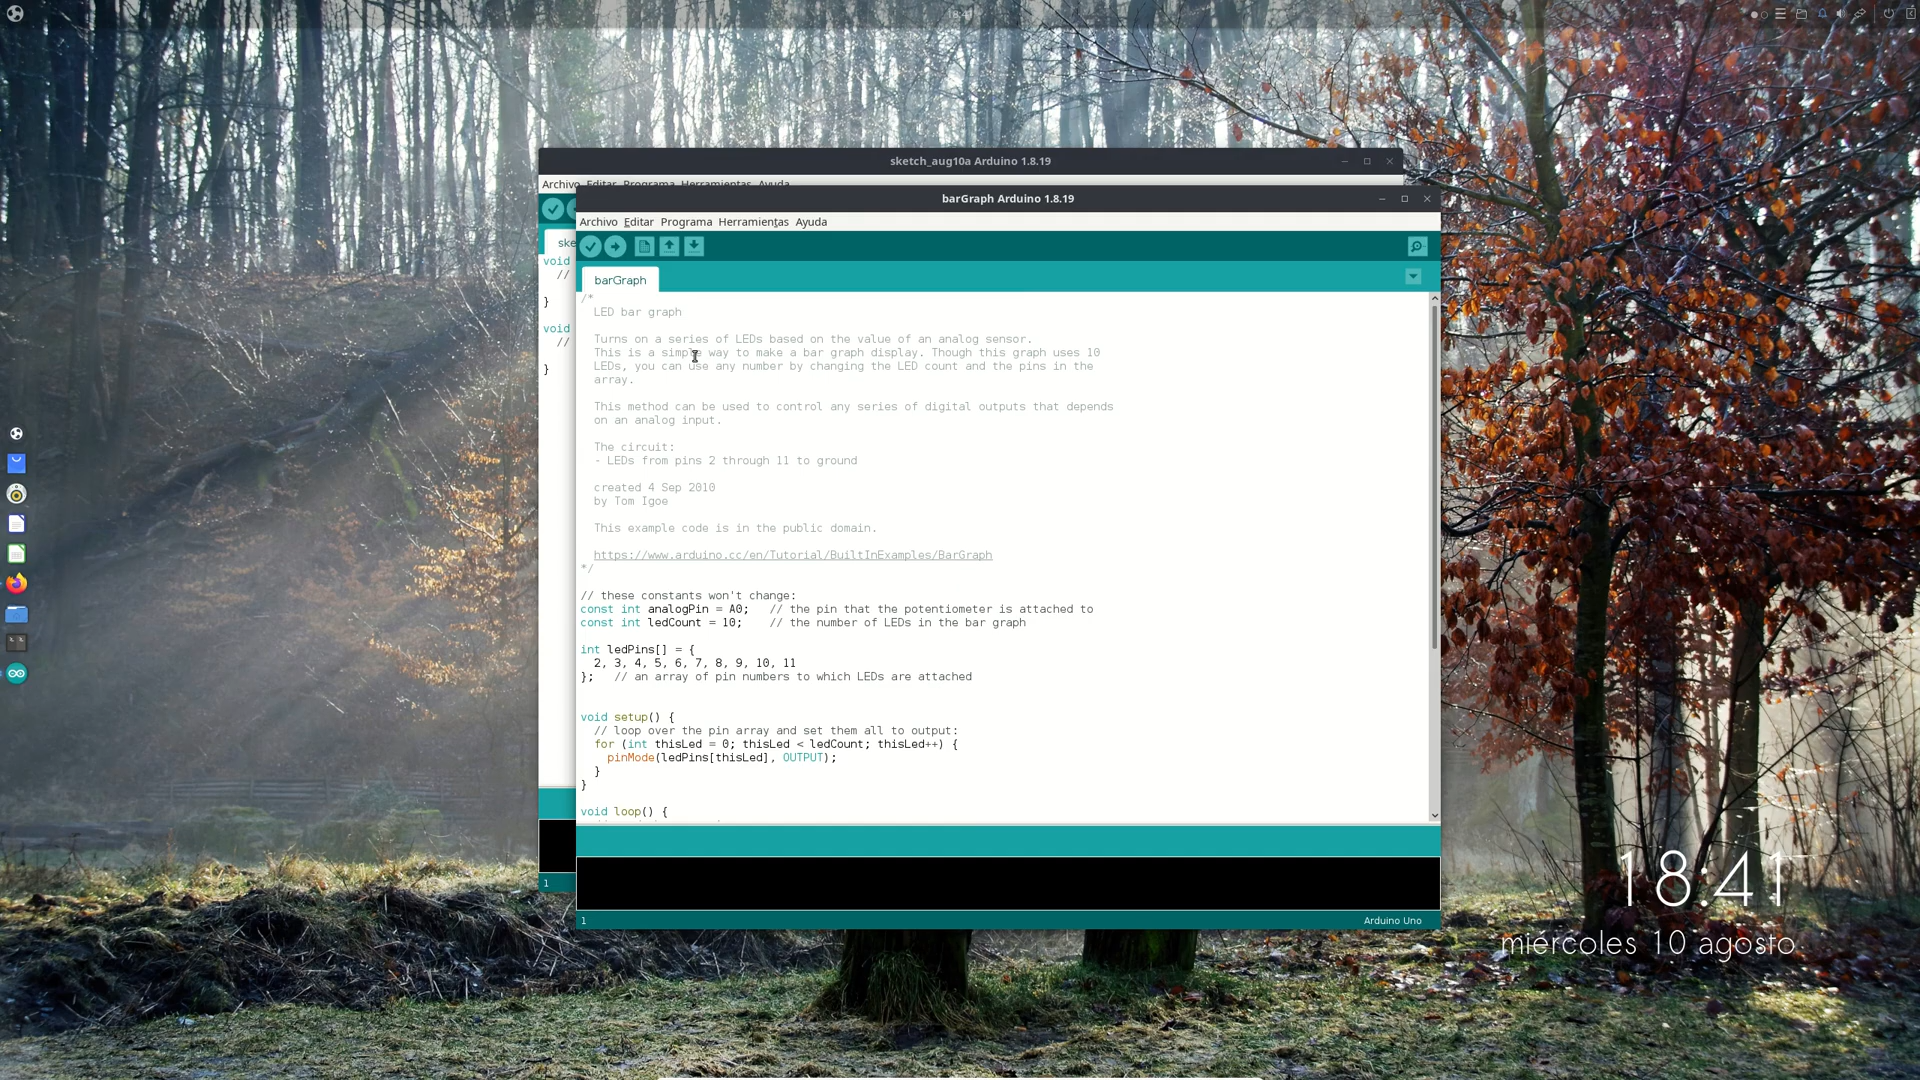 sketch_aug10a Arduino 1.8.19
Archivo Editar Programa Herramientas Ayuda
barGraph Arduino 1.8.19
Archivo Editar Programa Herramientas Ayuda
barGraph
ske
void
//
}
void
//
}
1
/*
LED bar graph
Turns on a series of LEDs based on the value of an analog sensor.
This is a simple way to make a bar graph display. Though this graph uses 10
LEDs, you can use any number by changing the LED count and the pins in the
array.
This method can be used to control any series of digital outputs that depends
on an analog input.
The circuit:
- LEDs from pins 2 through 11 to ground
created 4 Sep 2010
by Tom Igoe
This example code is in the public domain.
https://www.arduino.cc/en/Tutorial/BuiltInExamples/BarGraph
*/
// these constants won't change:
const int analogPin = A0;   // the pin that the potentiometer is attached to
const int ledCount = 10;    // the number of LEDs in the bar graph
int ledPins[] = {
2, 3, 4, 5, 6, 7, 8, 9, 10, 11
};   // an array of pin numbers to which LEDs are attached
void setup() {
// loop over the pin array and set them all to output:
for (int thisLed = 0; thisLed < ledCount; thisLed++) {
pinMode(ledPins[thisLed], OUTPUT);
}
}
void loop() {
1
Arduino Uno
18:41
miércoles 10 agosto